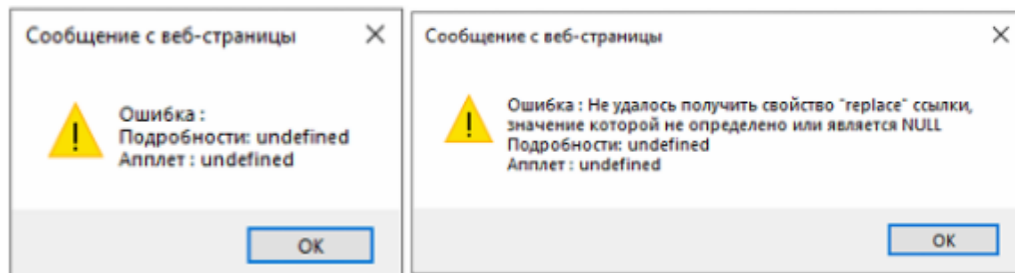 Сообщение с веб-страницы
Ошибка :
Подробности: undefined
Апплет : undefined
OK
Сообщение с веб-страницы
Ошибка : Не удалось получить свойство "replace" ссылки,
значение которой не определено или является NULL
Подробности: undefined
Апплет : undefined
OK